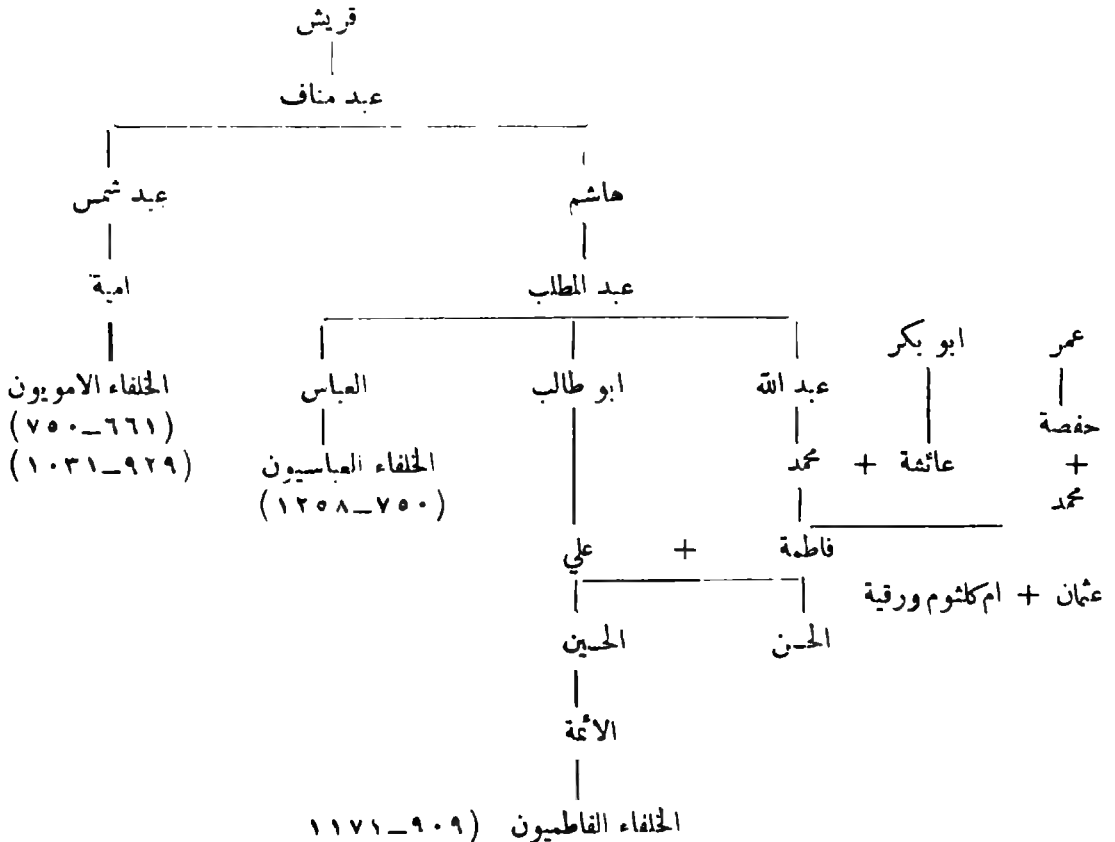 قريش
عبد مناف
هاشم
عبد شمس
عبد المطلب
امية
عمر
ابو بكر
عبد الله
ابو طالب
العباس
الخلفاء الامويون
(٦٦١_٧٥٠)
(٩٢٩_١٠٣١)
حفصة
+
محمد
عائشة + محمد
الخلفاء العباسيون
(٧٥٠_١٢٥٨)
فاطمة + علي
عثمان + ام كلثوم ورقية
الحسن
الحسين
الائمة
الخلفاء الفاطميون (٩٠٩_١١٧١